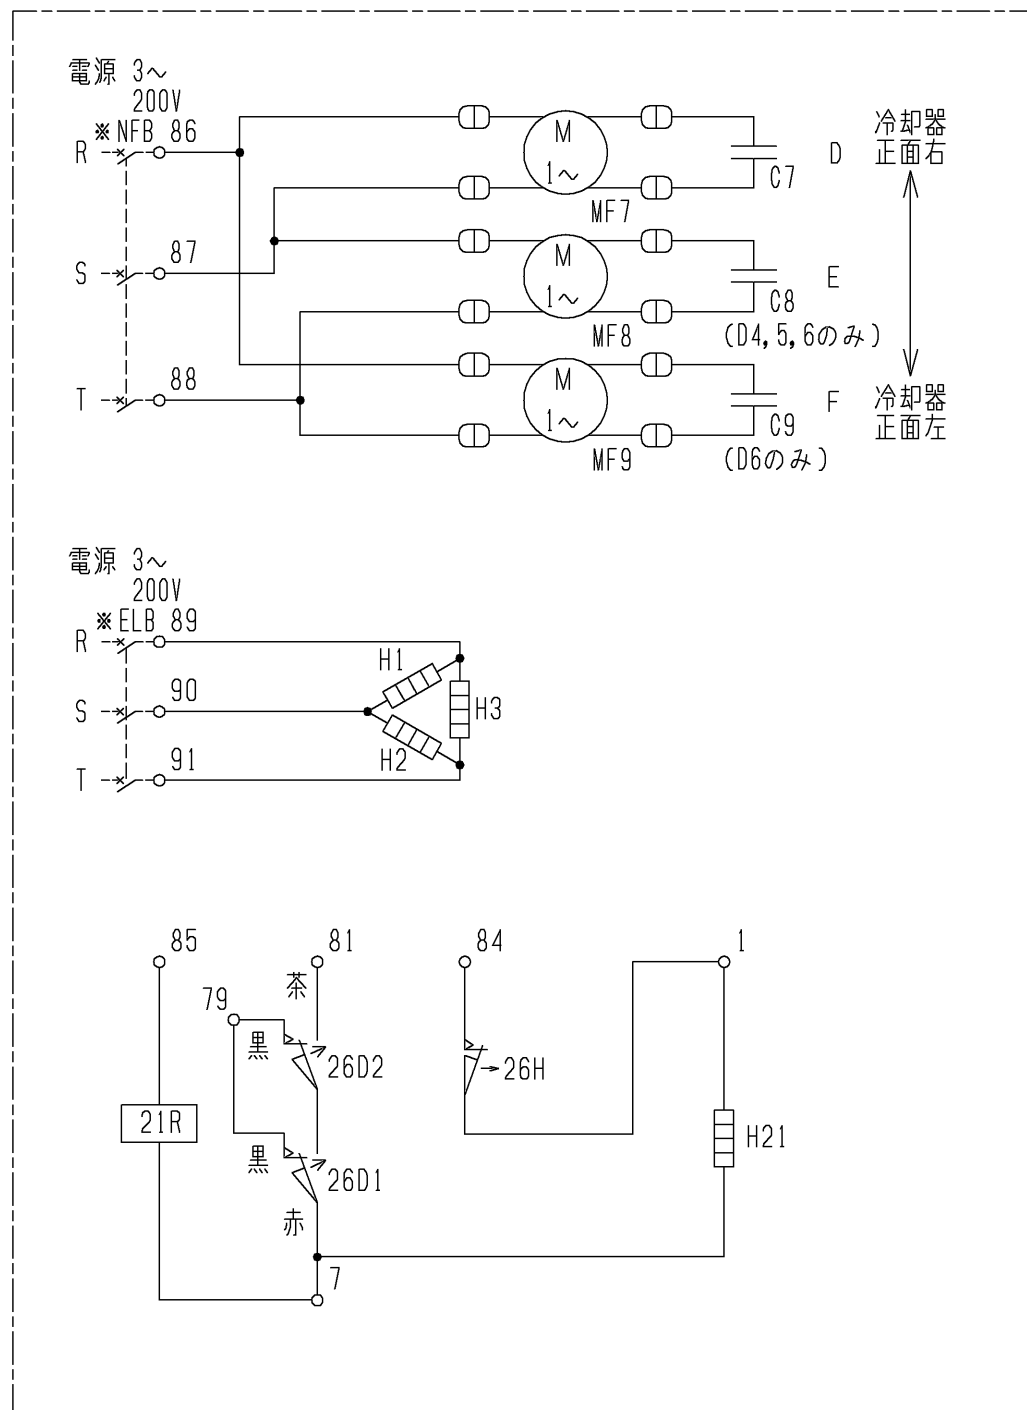 電源 3～
200V
※NFB 86
R
M
1～
C7
D
冷却器
正面右
MF7
87
S
M
1～
C8
E
MF8
(D4,5,6のみ)
88
T
M
1～
C9
F
冷却器
正面左
MF9
(D6のみ)
電源 3～
200V
※ELB 89
R
H1
90
S
H3
91
T
H2
85
81
84
1
茶
79
黒
26D2
26H
21R
H21
黒
26D1
赤
7